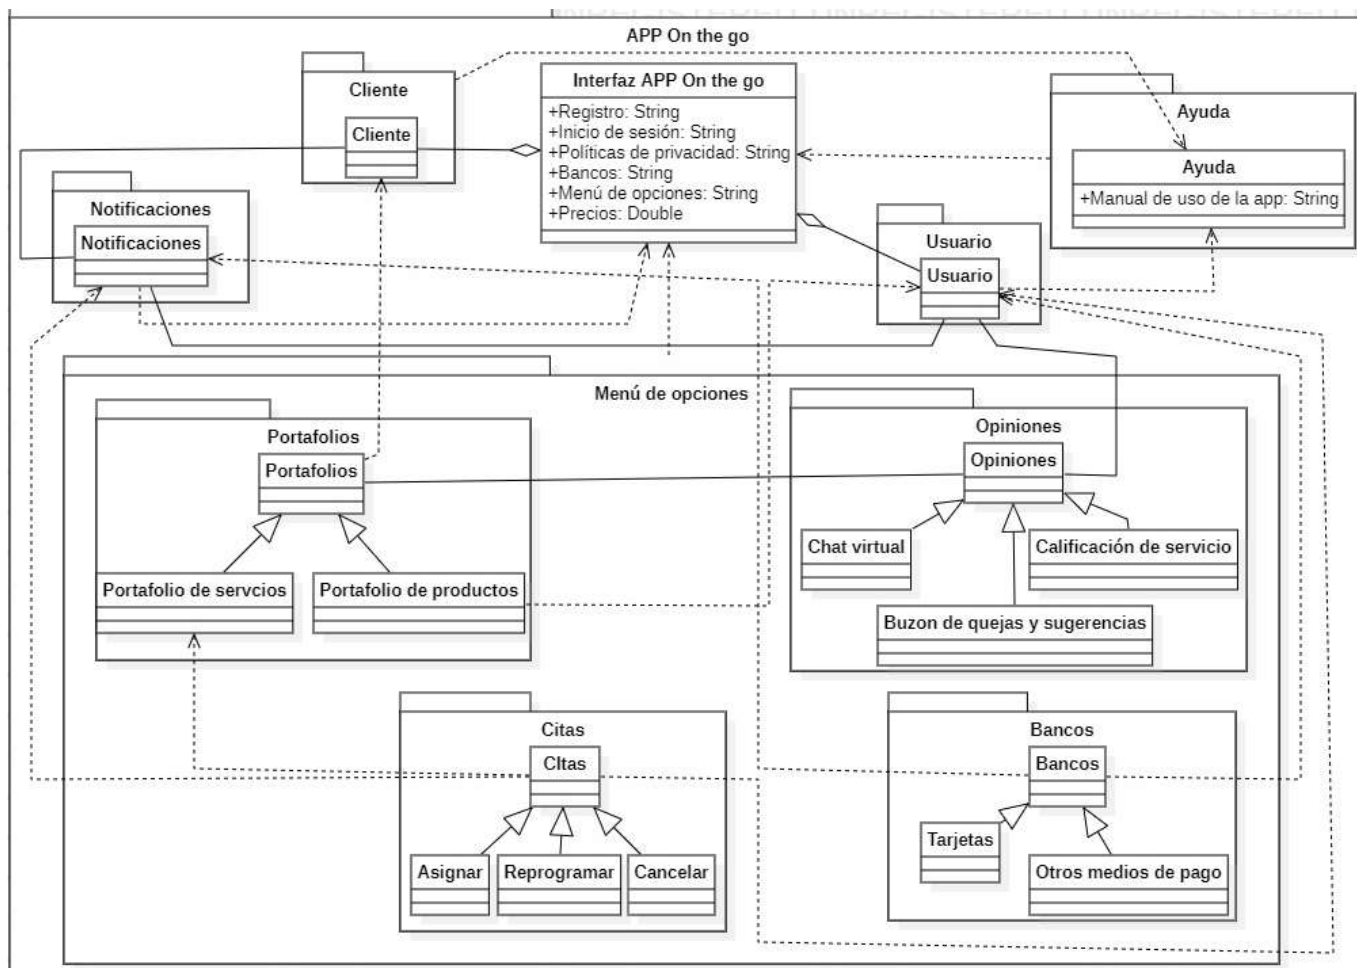 APP On the go
Cliente
Cliente
Interfaz APP On the go
+Registro: String
+Inicio de sesión: String
+Políticas de privacidad: String
+Bancos: String
+Menú de opciones: String
+Precios: Double
Ayuda
Ayuda
+Manual de uso de la app: String
Notificaciones
Notificaciones
Usuario
Usuario
Menú de opciones
Portafolios
Portafolios
Portafolio de servcios
Portafolio de productos
Opiniones
Opiniones
Chat virtual
Calificación de servicio
Buzon de quejas y sugerencias
Citas
CItas
Asignar
Reprogramar
Cancelar
Bancos
Bancos
Tarjetas
Otros medios de pago